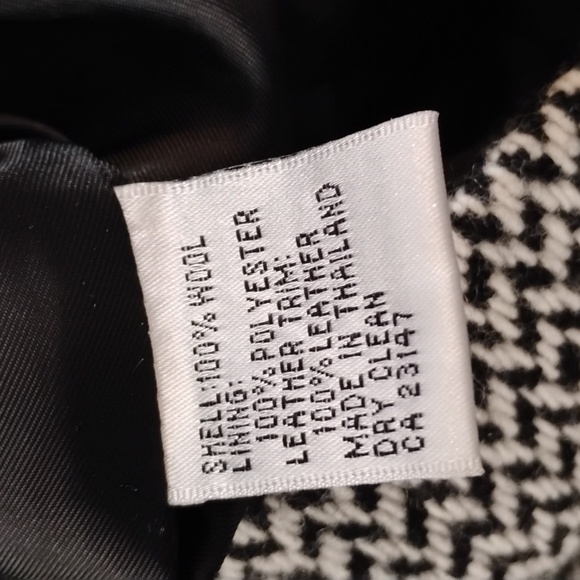 SHELL:100% WOOL
LINING:
100% POLYESTER
LEATHER TRIM:
100% LEATHER
MADE IN THAILAND
DRY CLEAN
CA 23147